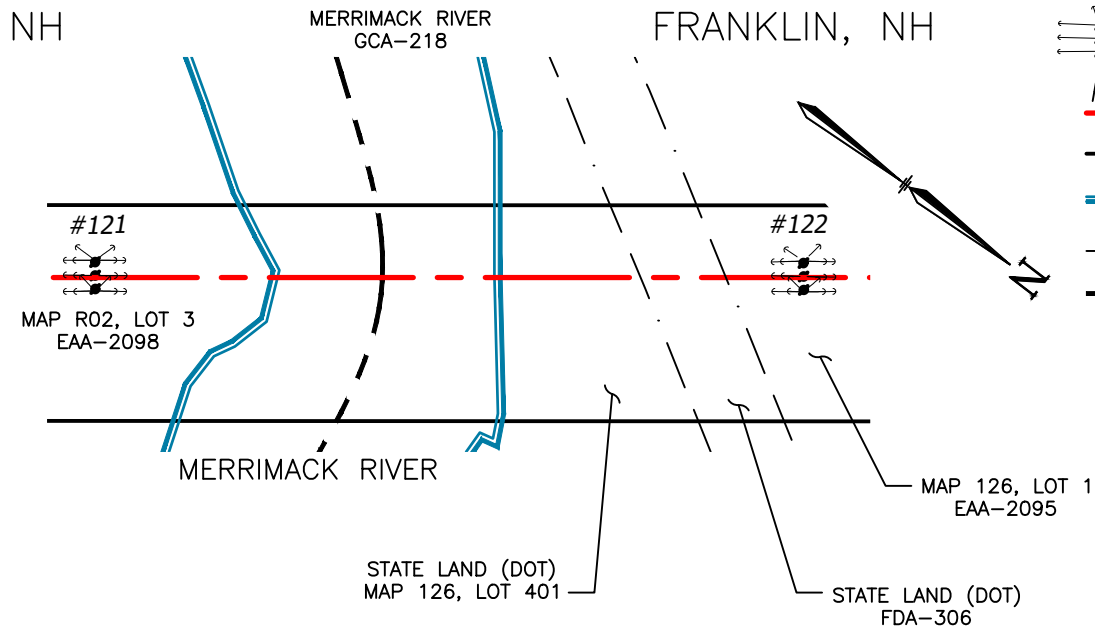 NH
MERRIMACK RIVER
GCA-218
FRANKLIN, NH
#121
#122
N
MAP R02, LOT 3
EAA-2098
MERRIMACK RIVER
MAP 126, LOT 1
EAA-2095
STATE LAND (DOT)
MAP 126, LOT 401
STATE LAND (DOT)
FDA-306